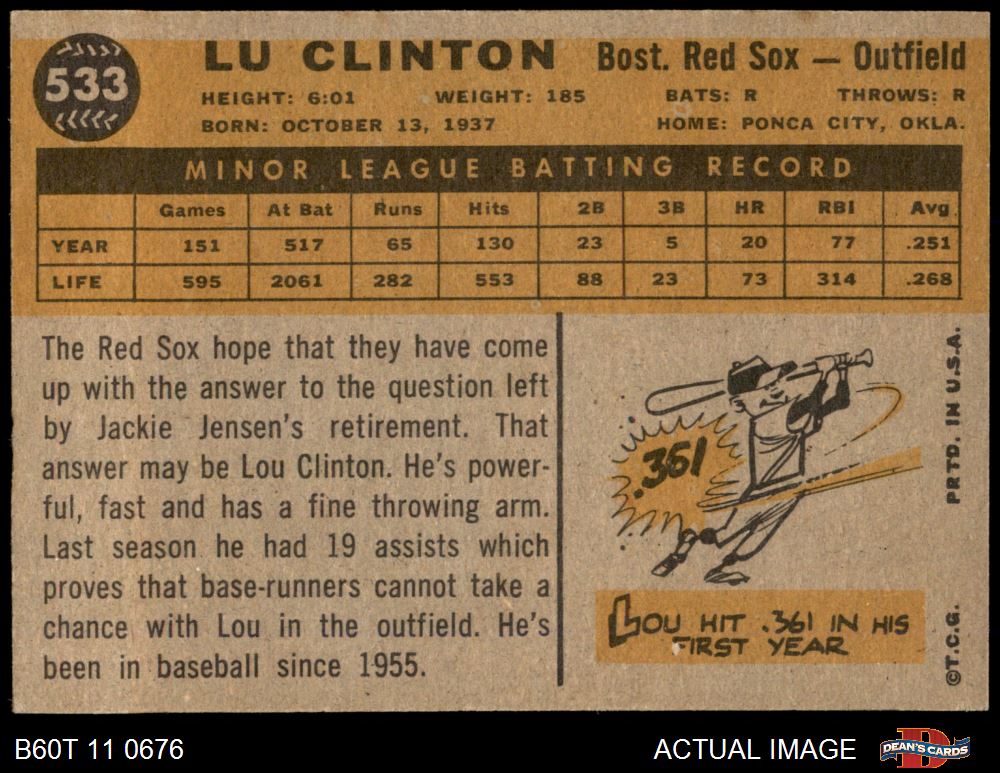 533
LU CLINTON Bost. Red Sox — Outfield
HEIGHT: 6:01 WEIGHT: 185 BATS: R THROWS: R
BORN: OCTOBER 13, 1937 HOME: PONCA CITY, OKLA.
MINOR LEAGUE BATTING RECORD
Games At Bat Runs Hits 2B 3B HR RBI Avg.
YEAR 151 517 65 130 23 5 20 77 .251
LIFE 595 2061 282 553 88 23 73 314 .268
The Red Sox hope that they have come
up with the answer to the question left
by Jackie Jensen's retirement. That
answer may be Lou Clinton. He's power-
ful, fast and has a fine throwing arm.
Last season he had 19 assists which
proves that base-runners cannot take a
chance with Lou in the outfield. He's
been in baseball since 1955.
.361
LOU HIT .361 IN HIS
FIRST YEAR
©T.C.G. PRTD. IN U.S.A.
B60T 11 0676 ACTUAL IMAGE
DEAN'S CARDS